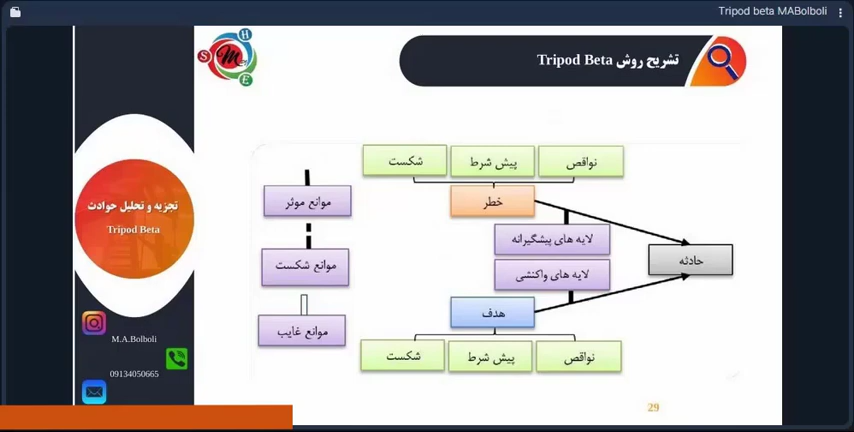 Tripod beta MABolboli
S
H
E
تشریح روش Tripod Beta
تجزیه و تحلیل حوادث
Tripod Beta
M.A.Bolboli
09134050665
نواقص
پیش شرط
شکست
خطر
موانع موثر
لایه های پیشگیرانه
حادثه
موانع شکست
لایه های واکنشی
هدف
موانع غایب
نواقص
پیش شرط
شکست
29